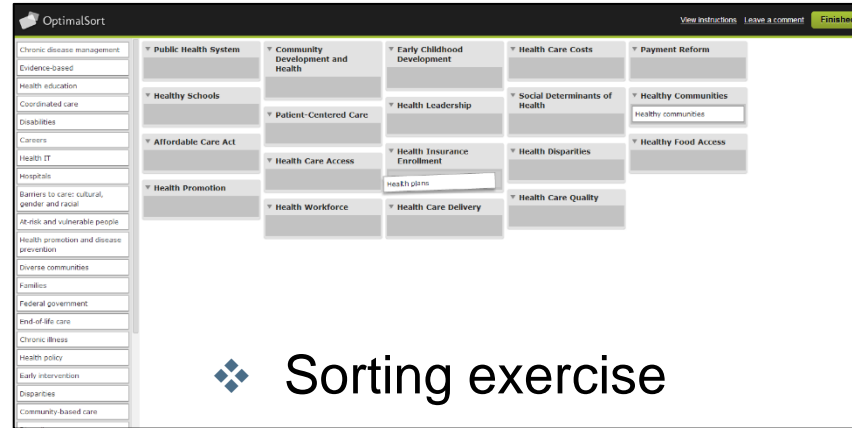 OptimalSort
View Instructions Leave a comment Finished
Chronic disease management
Evidence-based
Health education
Coordinated care
Disabilities
Careers
Health IT
Hospitals
Barriers to care: cultural,
gender and racial
At-risk and vulnerable people
Health promotion and disease
prevention
Diverse communities
Families
Federal government
End-of-life care
Chronic illness
Health policy
Early intervention
Disparities
Community-based care
Public Health System
Healthy Schools
Affordable Care Act
Health Promotion
Community
Development and
Health
Patient-Centered Care
Health Care Access
Health Workforce
Early Childhood
Development
Health Leadership
Health Insurance
Enrollment
Health plans
Health Care Delivery
Health Care Costs
Social Determinants of
Health
Health Disparities
Health Care Quality
Payment Reform
Healthy Communities
Healthy communities
Healthy Food Access
❖ Sorting exercise